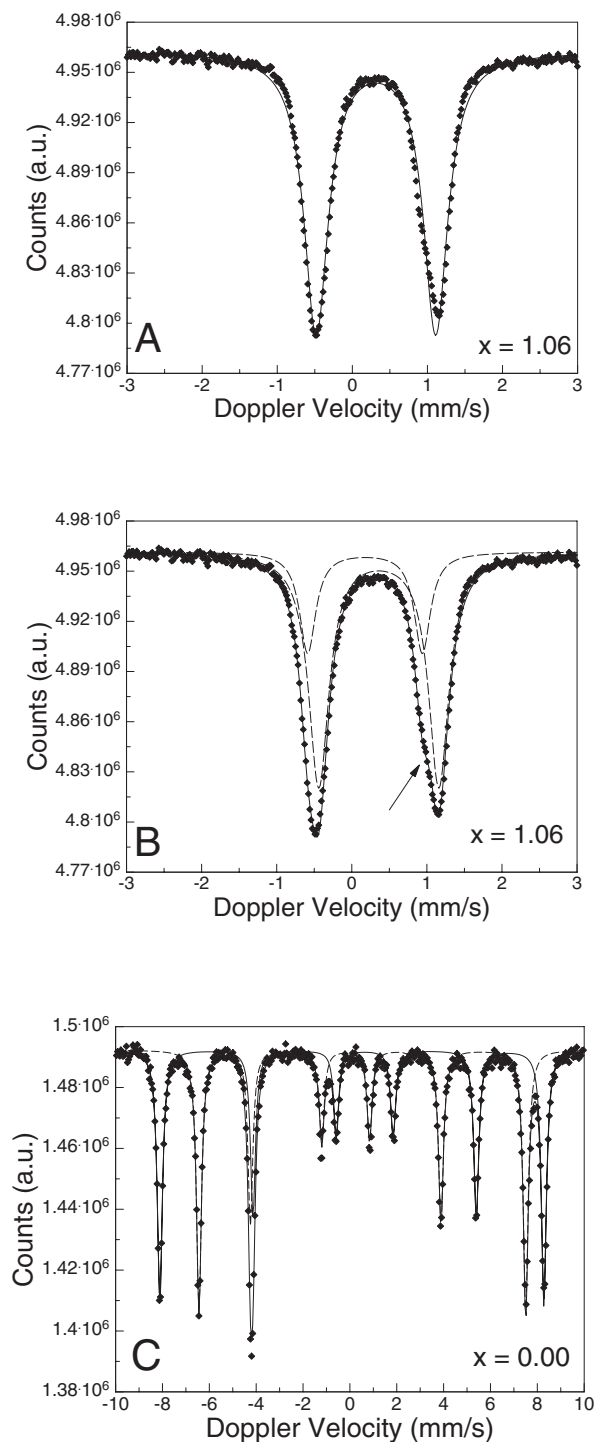 4.98·10⁶
4.95·10⁶
4.92·10⁶
4.89·10⁶
4.86·10⁶
4.83·10⁶
4.8·10⁶
4.77·10⁶
Counts (a.u.)
A
x = 1.06
-3 -2 -1 0 1 2 3
Doppler Velocity (mm/s)
4.98·10⁶
4.95·10⁶
4.92·10⁶
4.89·10⁶
4.86·10⁶
4.83·10⁶
4.8·10⁶
4.77·10⁶
Counts (a.u.)
B
x = 1.06
-3 -2 -1 0 1 2 3
Doppler Velocity (mm/s)
1.5·10⁶
1.48·10⁶
1.46·10⁶
1.44·10⁶
1.42·10⁶
1.4·10⁶
1.38·10⁶
Counts (a.u.)
C
x = 0.00
-10 -8 -6 -4 -2 0 2 4 6 8 10
Doppler Velocity (mm/s)